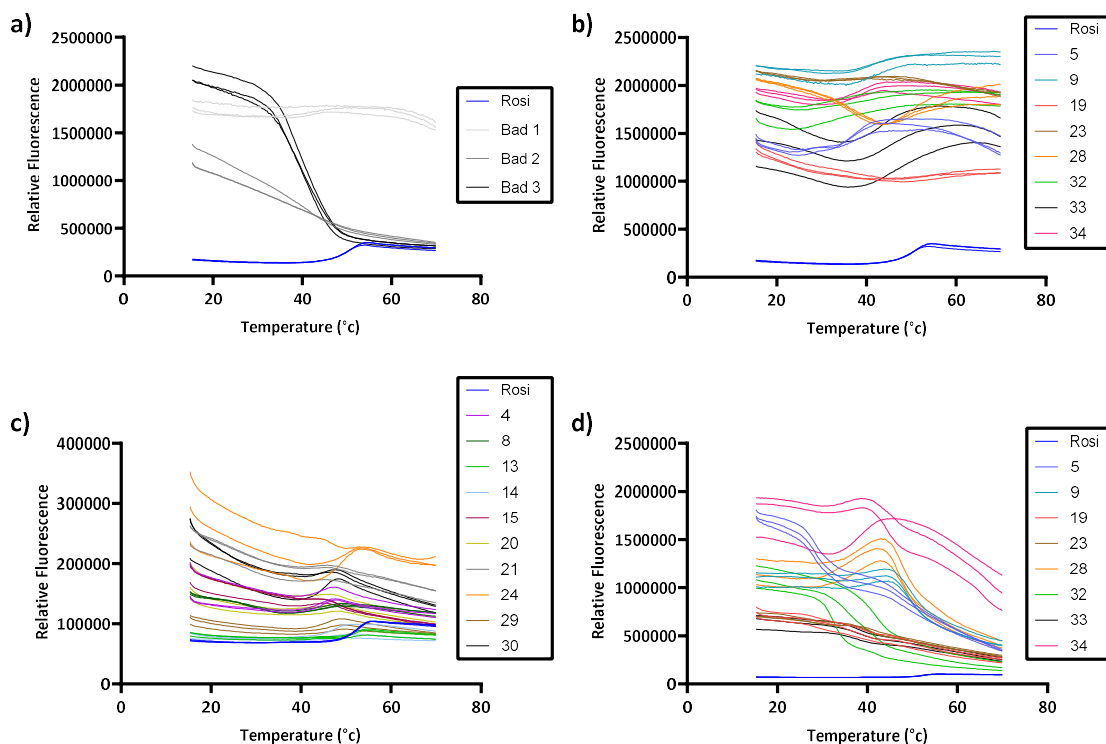 a)
2500000
2000000
1500000
1000000
500000
0
0 20 40 60 80
Relative Fluorescence
Temperature (˚c)
Rosi
Bad 1
Bad 2
Bad 3
b)
2500000
2000000
1500000
1000000
500000
0
0 20 40 60 80
Relative Fluorescence
Temperature (˚c)
Rosi
5
9
19
23
28
32
33
34
c)
400000
300000
200000
100000
0
0 20 40 60 80
Relative Fluorescence
Temperature (˚c)
Rosi
4
8
13
14
15
20
21
24
29
30
d)
2500000
2000000
1500000
1000000
500000
0
0 20 40 60 80
Relative Fluorescence
Temperature (˚c)
Rosi
5
9
19
23
28
32
33
34